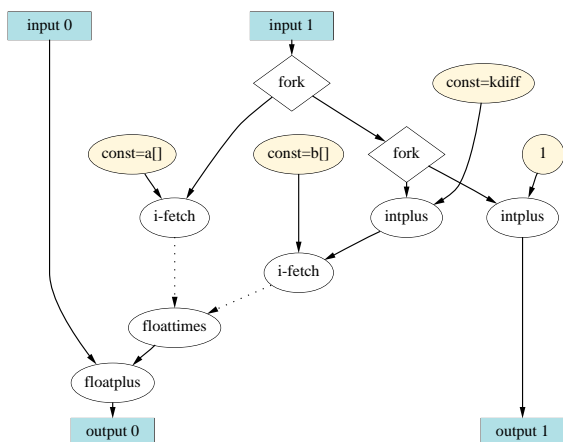 input 0
input 1
fork
const=kdiff
const=a[]
const=b[]
fork
1
i-fetch
intplus
intplus
i-fetch
floattimes
floatplus
output 0
output 1